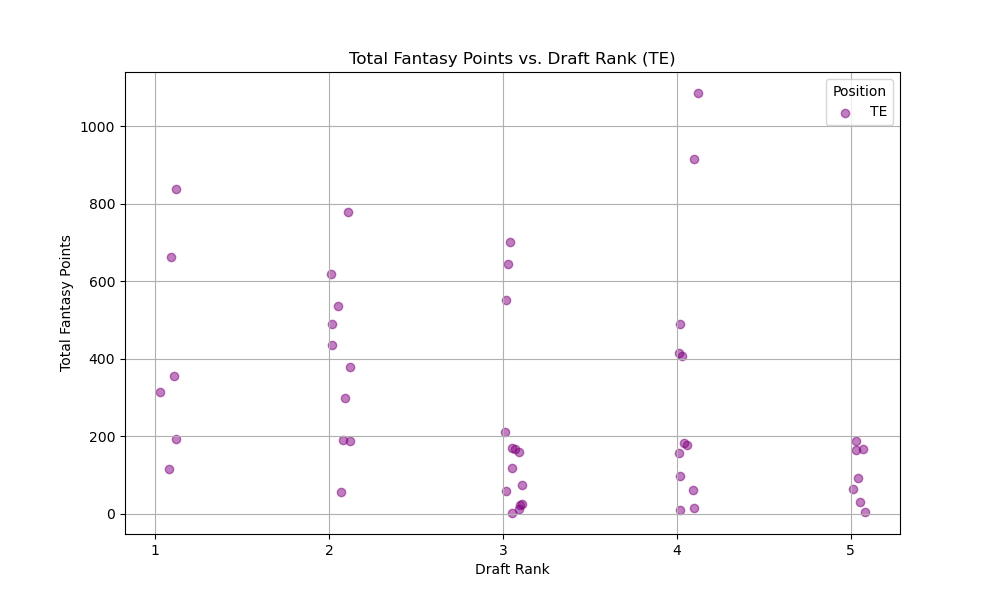 Total Fantasy Points vs. Draft Rank (TE)
Position
TE
1000
800
600
400
200
0
Total Fantasy Points
1 2 3 4 5
Draft Rank